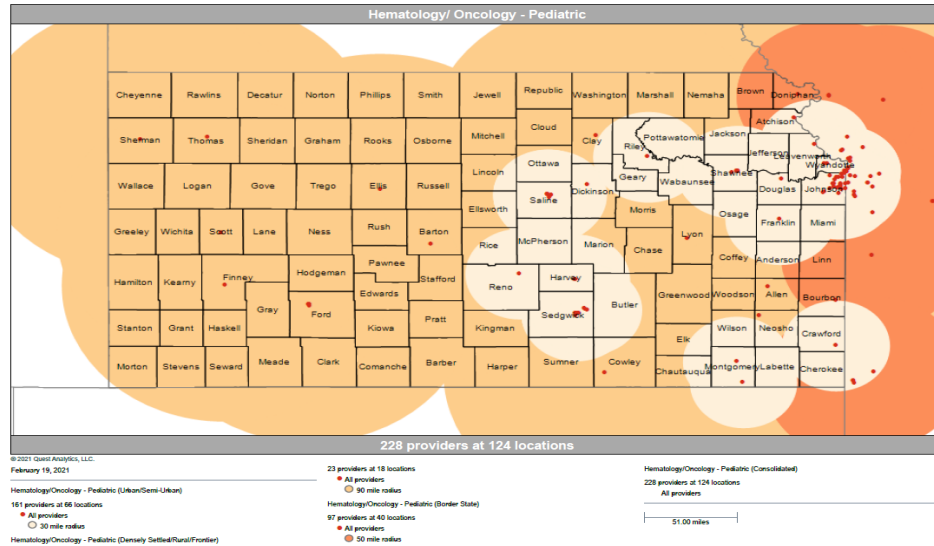 Hematology/ Oncology - Pediatric
Cheyenne Rawlins Decatur Norton Phillips Smith Jewell Republic Washington Marshall Nemaha Brown Doniphan
Atchison
Sherman Thomas Sheridan Graham Rooks Osborne Mitchell Cloud Clay Riley Pottawatomie Jackson Jefferson Leavenworth
Wyandotte
Wallace Logan Gove Trego Ellis Russell Lincoln Ottawa Saline Dickinson Geary Wabaunsee Shawnee Douglas Johnson
Ellsworth Morris Osage
Greeley Wichita Scott Lane Ness Rush Barton Rice McPherson Marion Chase Lyon Franklin Miami
Pawnee Coffey Anderson Linn
Hamilton Kearny Finney Hodgeman Stafford Reno Harvey
Edwards Greenwood Woodson Allen Bourbon
Gray Ford Sedgwick Butler
Stanton Grant Haskell Kiowa Pratt Kingman Elk Wilson Neosho Crawford
Morton Stevens Seward Meade Clark Comanche Barber Harper Sumner Cowley Chautauqua Montgomery Labette Cherokee
228 providers at 124 locations
© 2021 Quest Analytics, LLC.
February 19, 2021
Hematology/Oncology - Pediatric (Urban/Semi-Urban)
161 providers at 66 locations
All providers
30 mile radius
Hematology/Oncology - Pediatric (Densely Settled/Rural/Frontier)
23 providers at 18 locations
All providers
90 mile radius
Hematology/Oncology - Pediatric (Border State)
97 providers at 40 locations
All providers
50 mile radius
Hematology/Oncology - Pediatric (Consolidated)
228 providers at 124 locations
All providers
51.00 miles